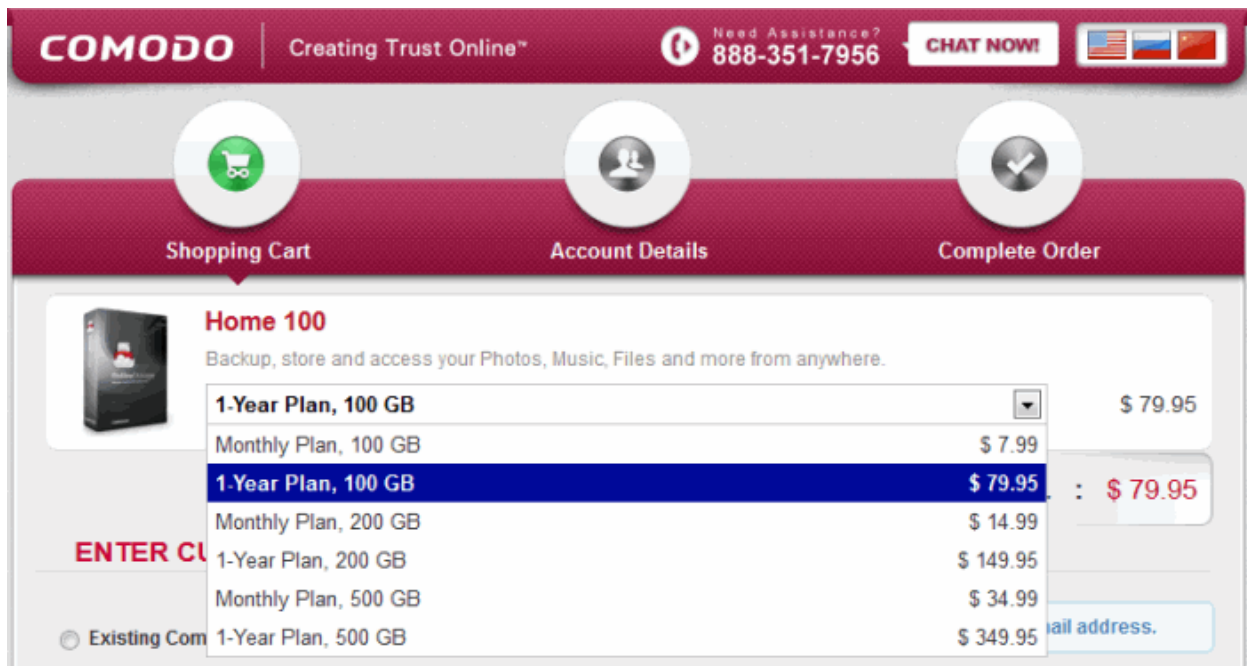 COMODO Creating Trust Online™
Need Assistance?
888-351-7956
CHAT NOW!
Shopping Cart Account Details Complete Order
Home 100
Backup, store and access your Photos, Music, Files and more from anywhere.
1-Year Plan, 100 GB $ 79.95
Monthly Plan, 100 GB $ 7.99
1-Year Plan, 100 GB $ 79.95
: $ 79.95
Monthly Plan, 200 GB $ 14.99
ENTER
1-Year Plan, 200 GB $ 149.95
Monthly Plan, 500 GB $ 34.99
Existing
1-Year Plan, 500 GB $ 349.95
address.